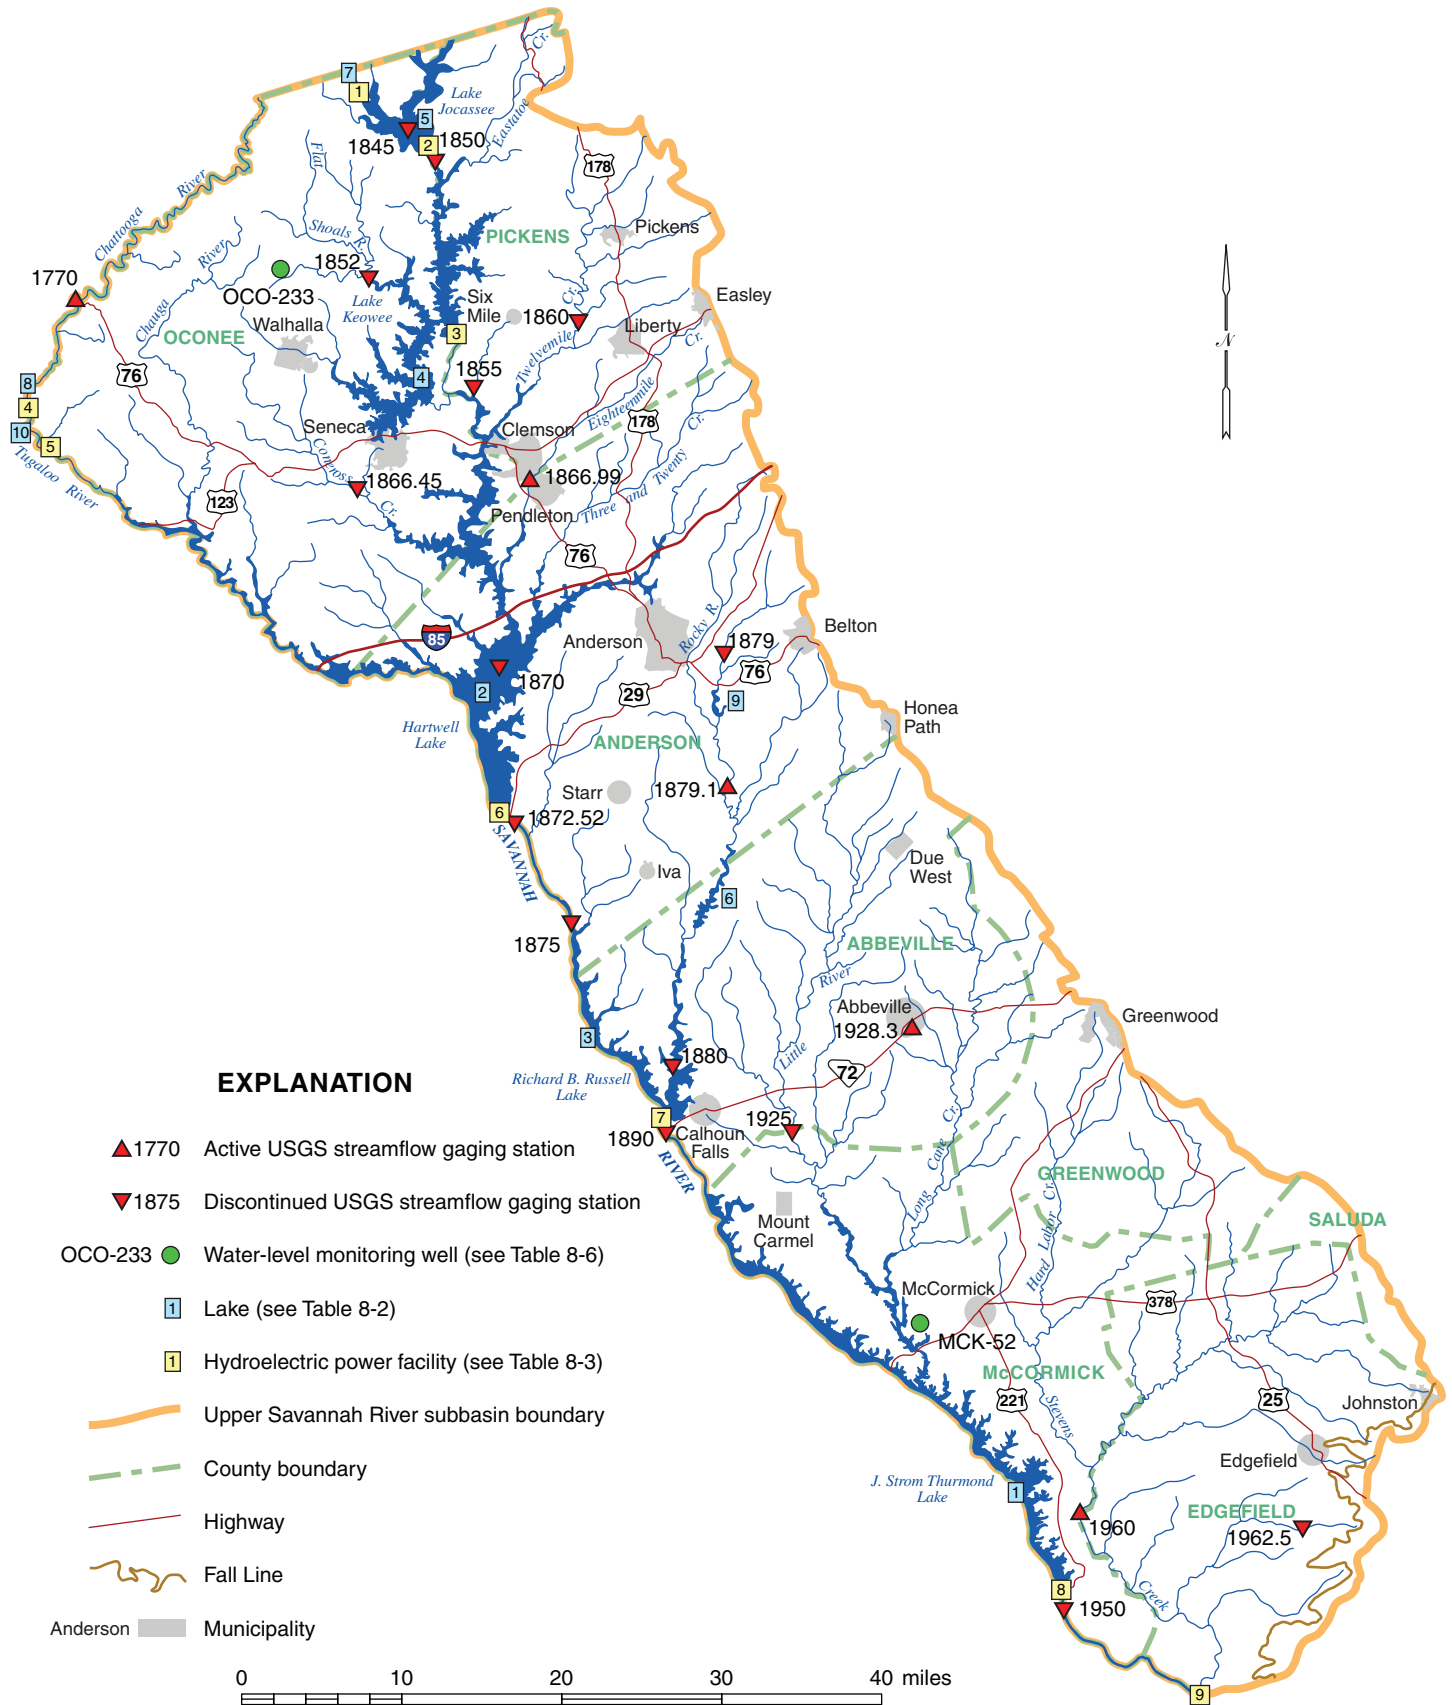 Cr.
7
1
Lake
Jocassee
5
Eastatoe
1845
2
1850
Flat
178
River
Chattooga
Shoals R.
PICKENS
Pickens
River
1852
1770
OCO-233
Lake
Keowee
Six
Mile
Cr.
Easley
Chauga
Walhalla
OCONEE
1860
Liberty
3
Twelvemile
Cr.
76
1855
4
8
4
Eighteenmile
178
Cr.
10
5
Seneca
Clemson
Tugaloo River
Coneross
1866.45
1866.99
Three and Twenty
123
Cr.
Pendleton
76
85
Anderson
Rocky R.
Belton
1879
76
1870
2
29
9
Hartwell
Lake
Honea
Path
ANDERSON
Starr
1879.1
6
1872.52
SAVANNAH
Due
West
Iva
6
1875
ABBEVILLE
River
Abbeville
1928.3
Greenwood
3
Little
1880
72
EXPLANATION
Richard B. Russell
Lake
7
Cr.
1925
1890
Calhoun
Falls
1770
Active USGS streamflow gaging station
Cane
RIVER
GREENWOOD
1875
Discontinued USGS streamflow gaging station
Long
Hard Labor Cr.
Mount
Carmel
SALUDA
OCO-233
Water-level monitoring well (see Table 8-6)
McCormick
1
Lake (see Table 8-2)
378
MCK-52
1
Hydroelectric power facility (see Table 8-3)
McCORMICK
Upper Savannah River subbasin boundary
221
Stevens
25
Johnston
County boundary
Edgefield
J. Strom Thurmond
Lake
1
EDGEFIELD
Highway
1960
1962.5
Fall Line
8
Creek
1950
Anderson
Municipality
0 10 20 30 40 miles
9
N